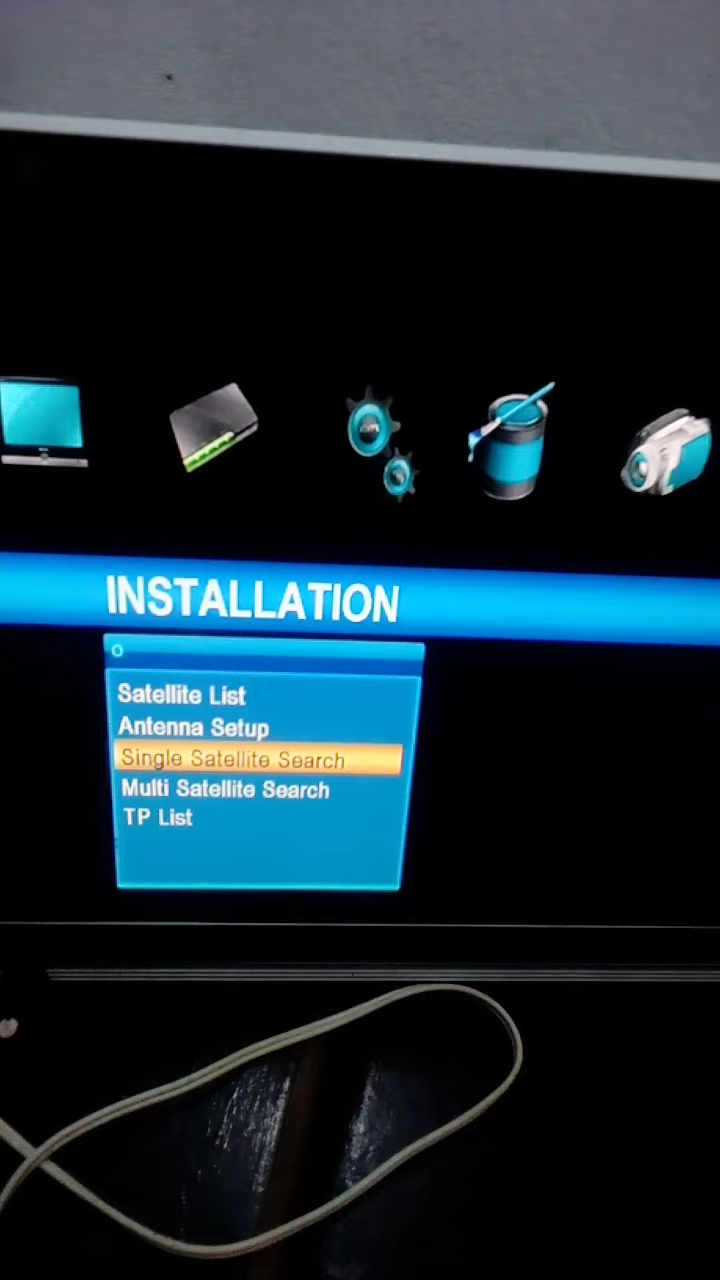 INSTALLATION
Satellite List
Antenna Setup
Single Satellite Search
Multi Satellite Search
TP List